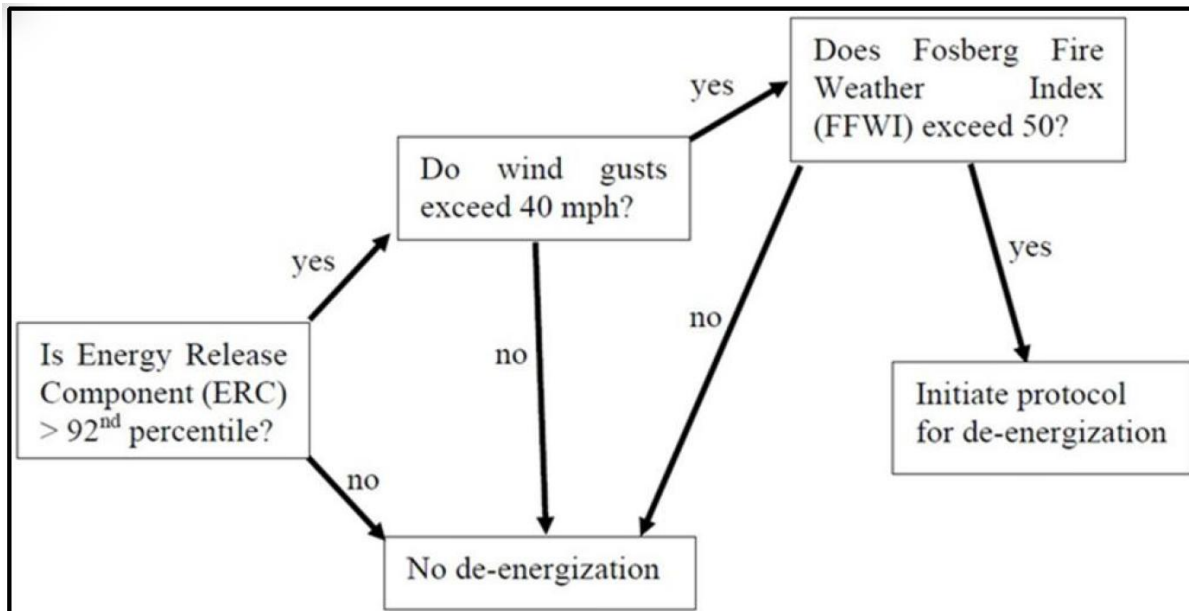 Does Fosberg Fire
Weather Index
(FFWI) exceed 50?
yes
Do wind gusts
exceed 40 mph?
yes
yes
no
no
Is Energy Release
Component (ERC)
> 92nd percentile?
Initiate protocol
for de-energization
no
No de-energization